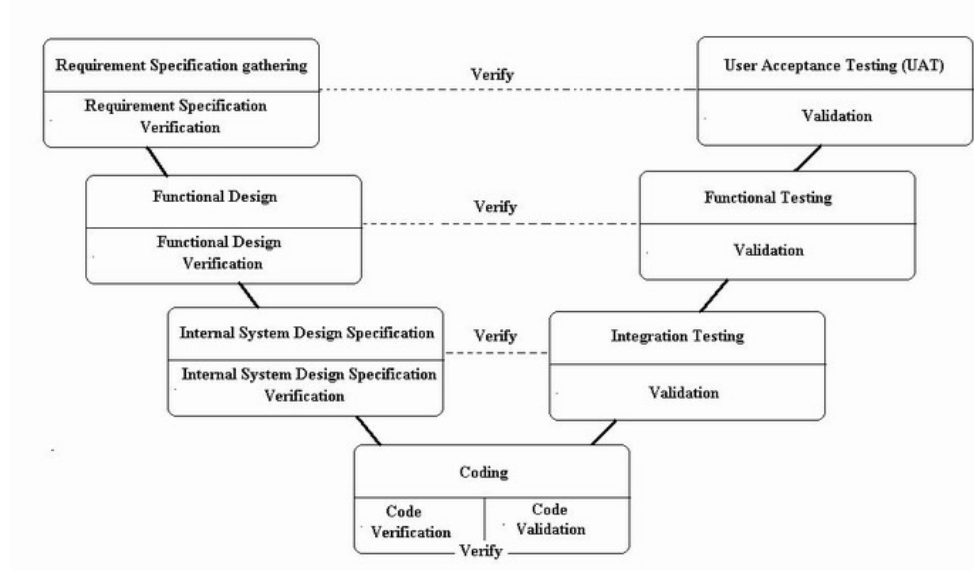 Requirement Specification gathering
Requirement Specification
Verification
Verify
User Acceptance Testing (UAT)
Validation
Functional Design
Functional Design
Verification
Verify
Functional Testing
Validation
Internal System Design Specification
Internal System Design Specification
Verification
Verify
Integration Testing
Validation
Coding
Code
Verification
Code
Validation
Verify